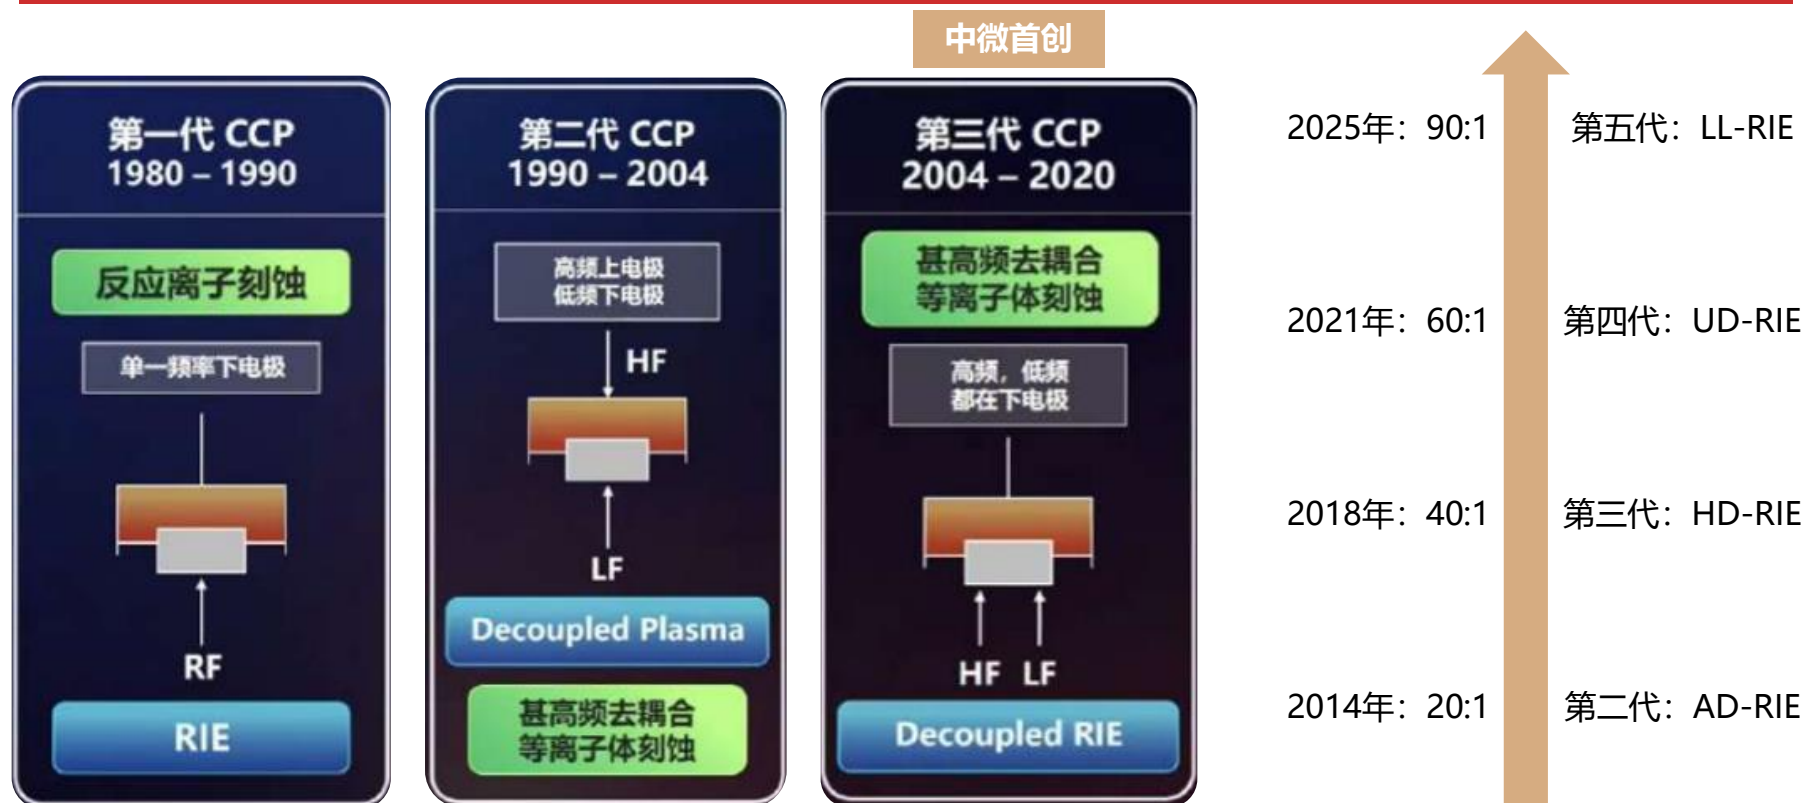 中微首创
第一代 CCP
1980 – 1990
反应离子刻蚀
单一频率下电极
RF
RIE
第二代 CCP
1990 – 2004
高频上电极
低频下电极
HF
LF
Decoupled Plasma
甚高频去耦合
等离子体刻蚀
第三代 CCP
2004 – 2020
甚高频去耦合
等离子体刻蚀
高频，低频
都在下电极
HF LF
Decoupled RIE
2025年：90:1 第五代：LL-RIE
2021年：60:1 第四代：UD-RIE
2018年：40:1 第三代：HD-RIE
2014年：20:1 第二代：AD-RIE